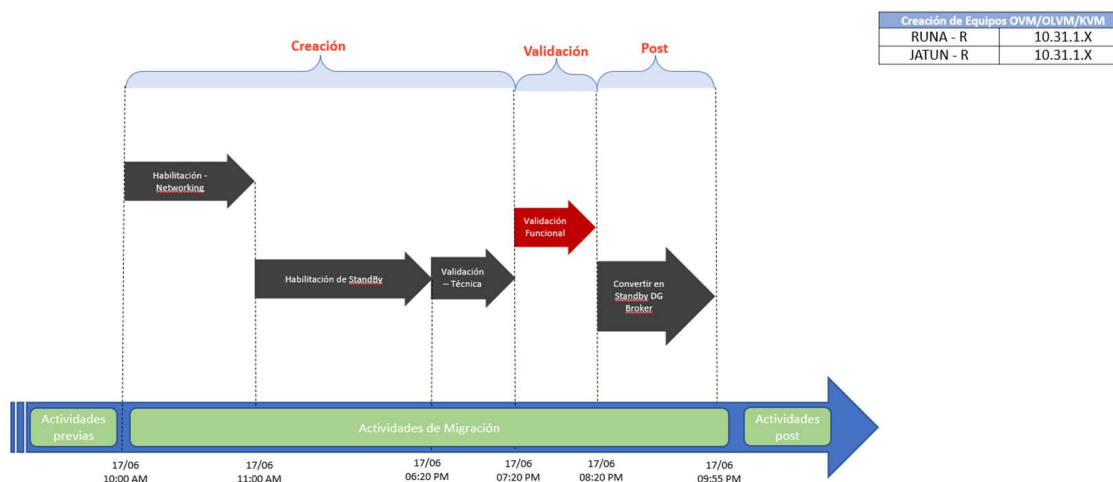 Creación de Equipos OVM/OLVM/KVM
RUNA - R 10.31.1.X
JATUN - R 10.31.1.X
Creación
Validación
Post
Habilitación -
Networking
Validación
Funcional
Habilitación de StandBy
Validación
– Técnica
Convertir en
Standby DG
Broker
Actividades
previas
Actividades de Migración
Actividades
post
17/06
10:00 AM
17/06
11:00 AM
17/06
06:20 PM
17/06
07:20 PM
17/06
08:20 PM
17/06
09:55 PM